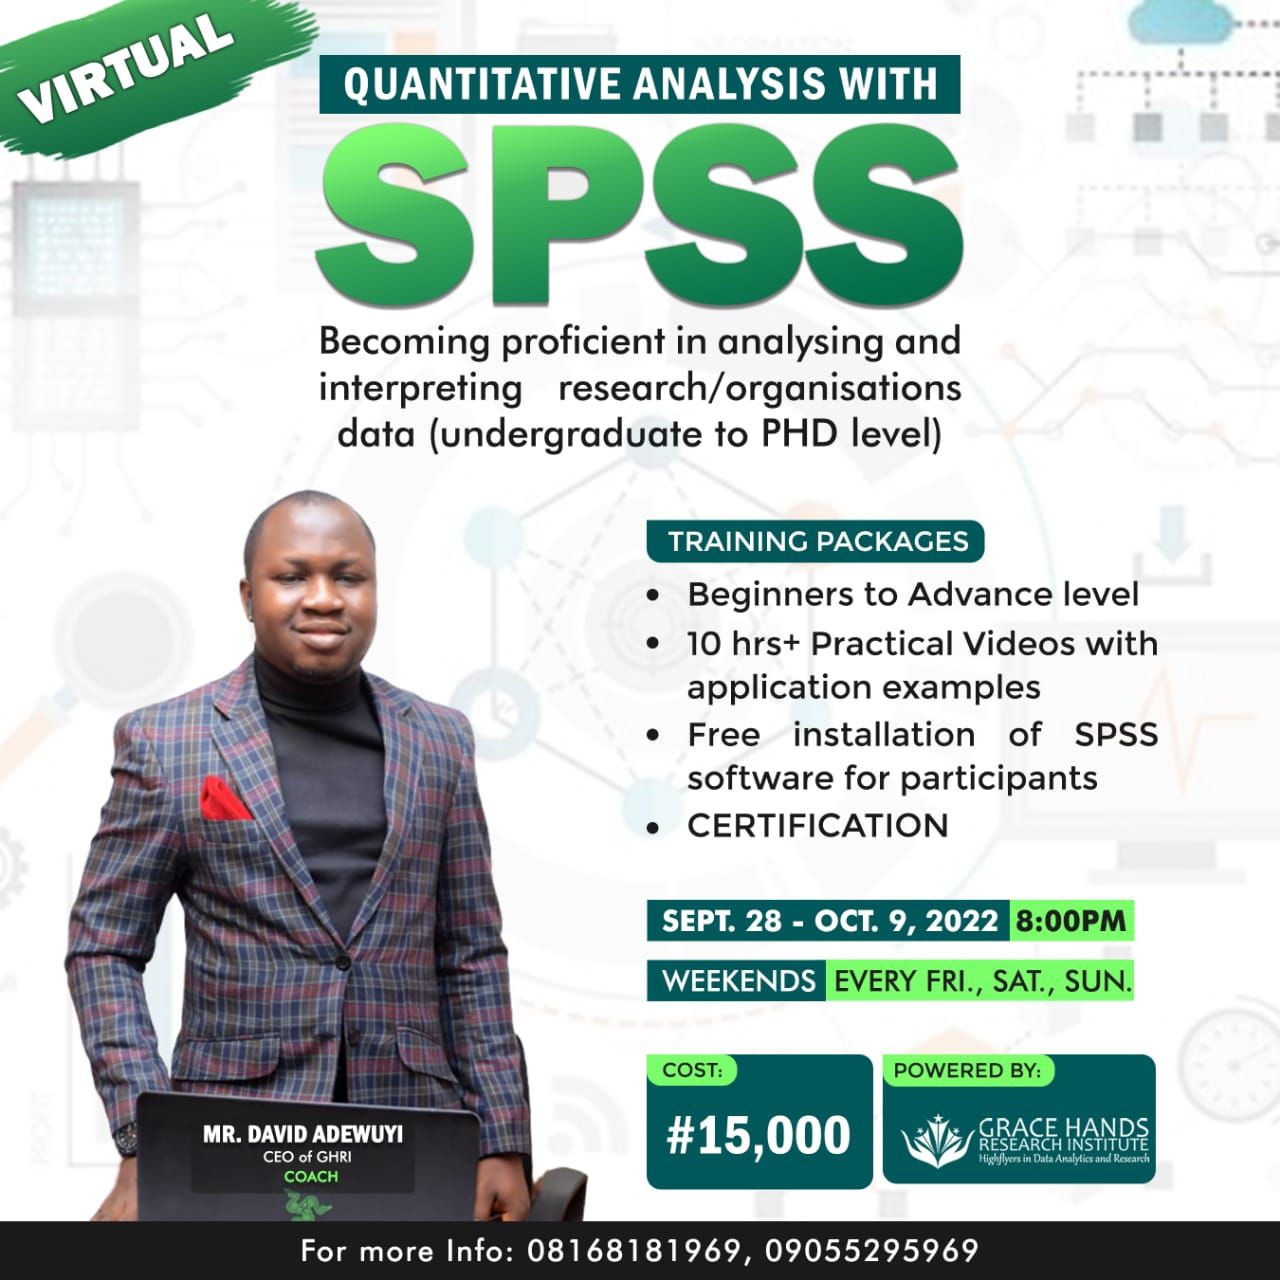 VIRTUAL
QUANTITATIVE ANALYSIS WITH
SPSS
Becoming proficient in analysing and
interpreting research/organisations
data (undergraduate to PHD level)
TRAINING PACKAGES
• Beginners to Advance level
• 10 hrs+ Practical Videos with
application examples
• Free installation of SPSS
software for participants
• CERTIFICATION
SEPT. 28 - OCT. 9, 2022 8:00PM
WEEKENDS EVERY FRI., SAT., SUN.
COST:
#15,000
POWERED BY:
GRACE HANDS
RESEARCH INSTITUTE
Highflyers in Data Analytics and Research
MR. DAVID ADEWUYI
CEO of GHRI
COACH
For more Info: 08168181969, 09055295969
INFORMATION
PROFIT